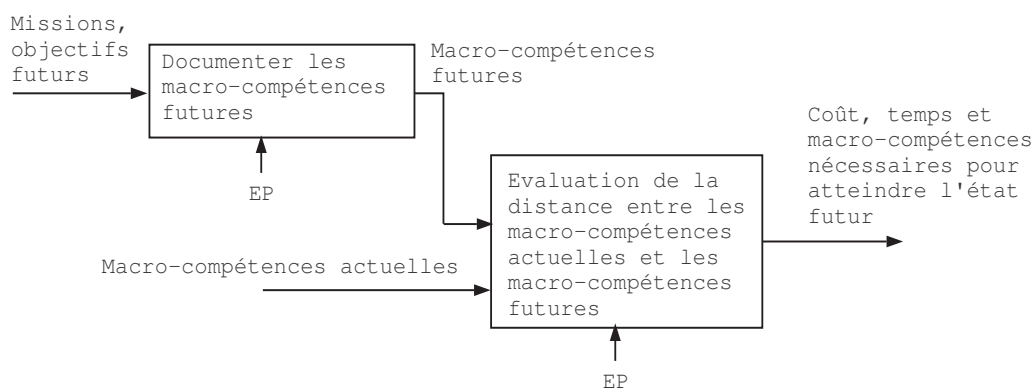 Missions,
objectifs
futurs
Documenter les
macro-compétences
futures
EP
Macro-compétences
futures
Macro-compétences actuelles
Evaluation de la
distance entre les
macro-compétences
actuelles et les
macro-compétences
futures
EP
Coût, temps et
macro-compétences
nécessaires pour
atteindre l'état
futur